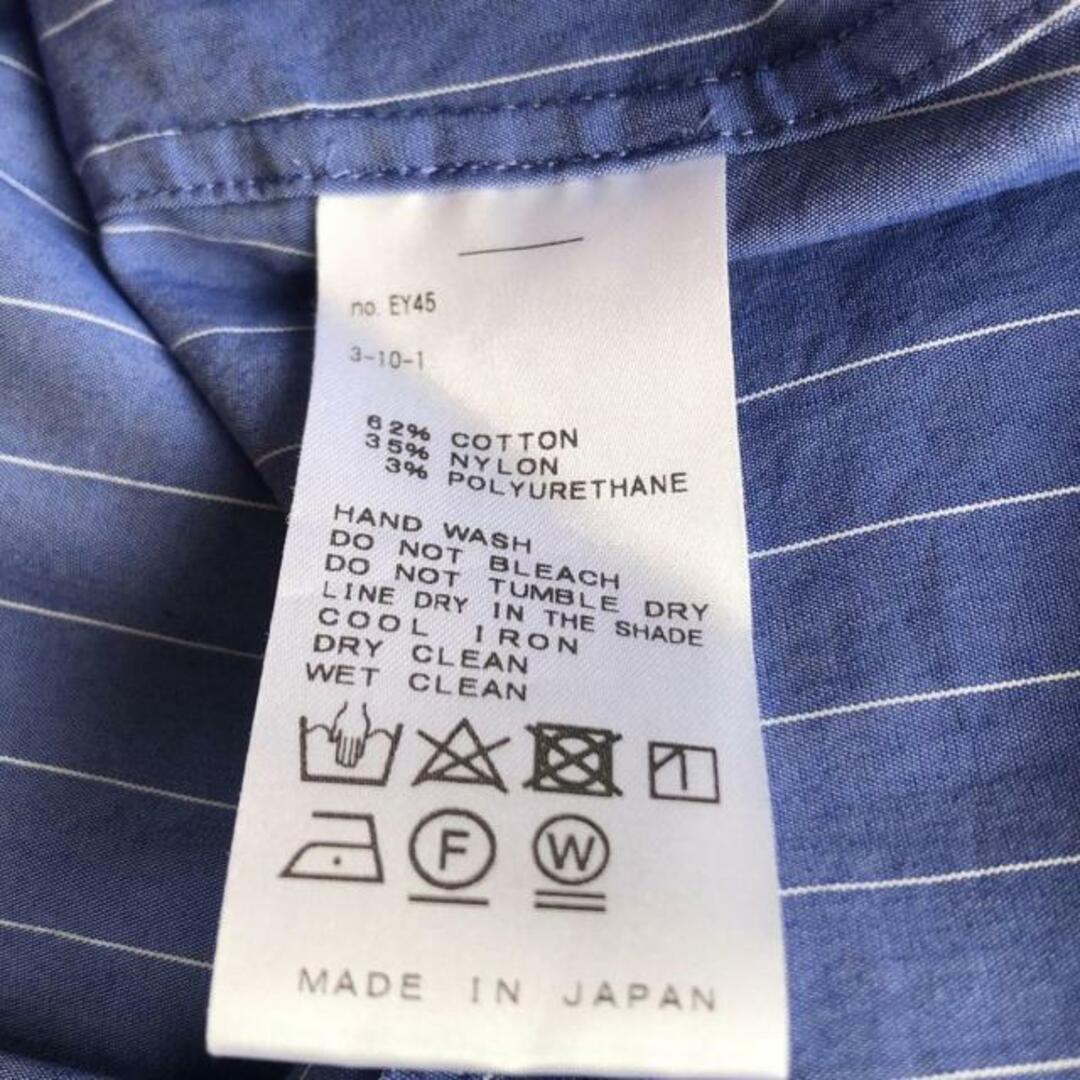 no. EY45
3-10-1
62% COTTON
35% NYLON
3% POLYURETHANE
HAND WASH
DO NOT BLEACH
DO NOT TUMBLE DRY
LINE DRY IN THE SHADE
COOL IRON
DRY CLEAN
WET CLEAN
F W
MADE IN JAPAN